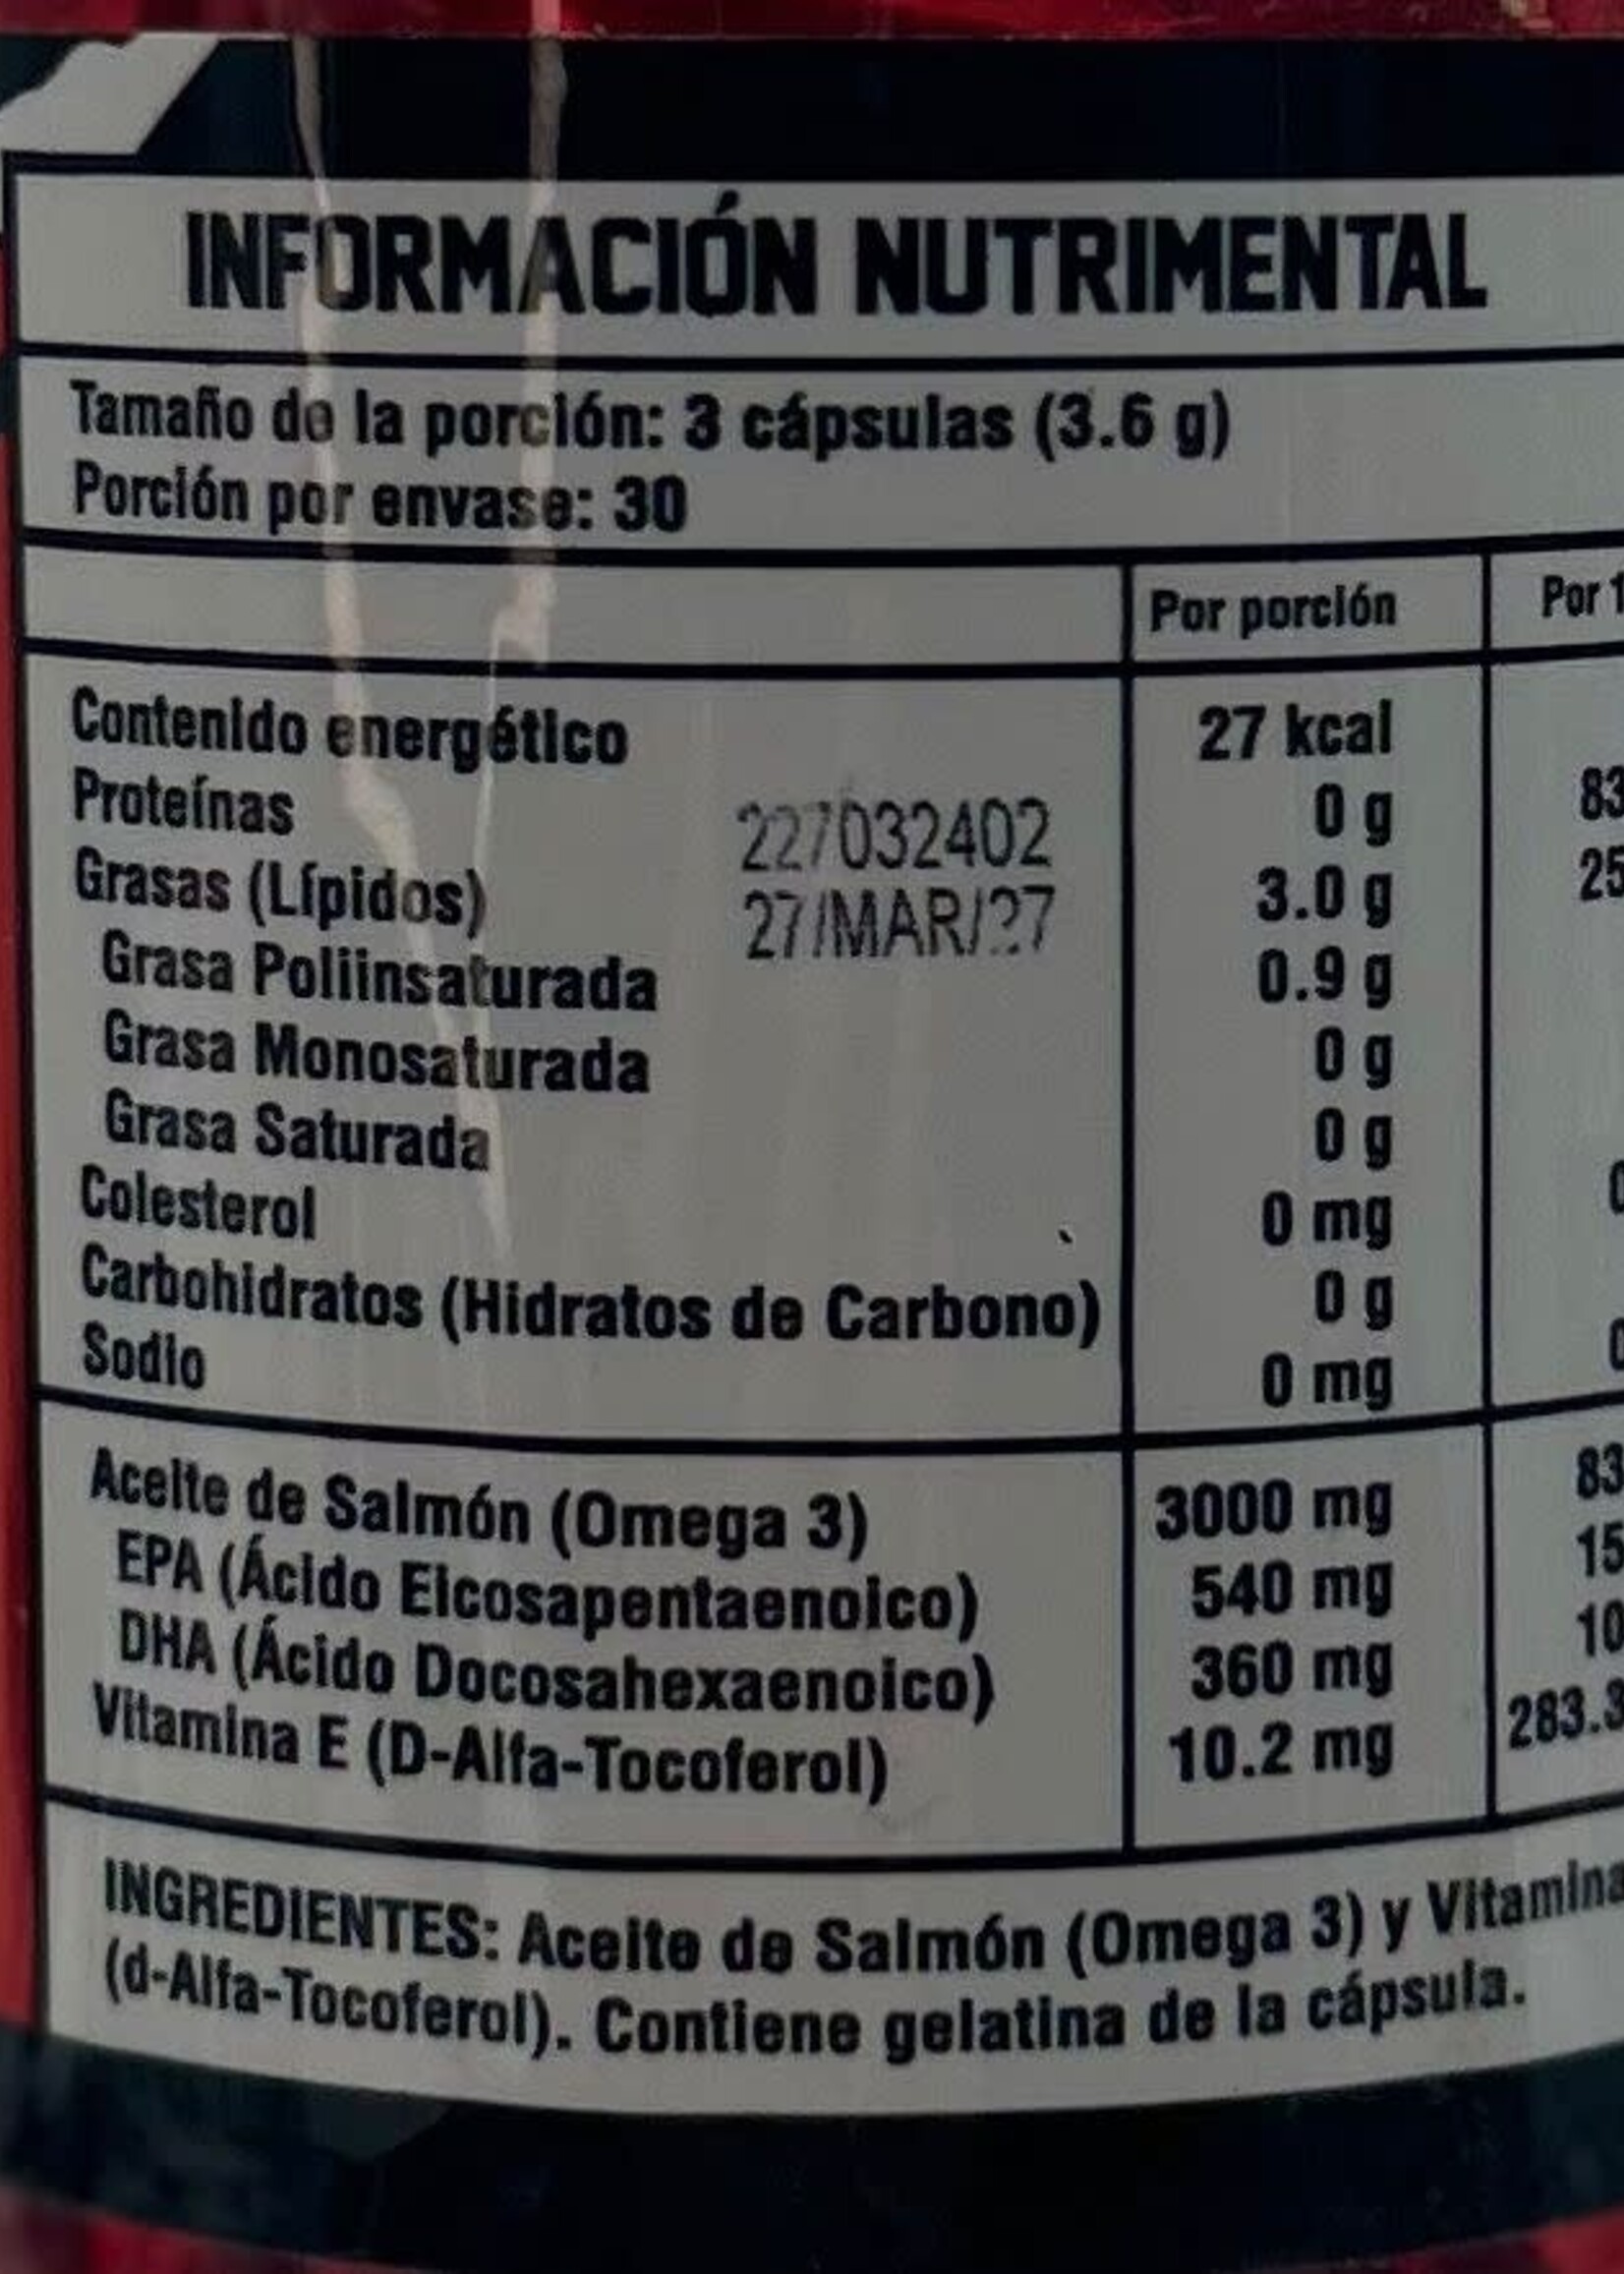 INFORMACIÓN NUTRIMENTAL
Tamaño de la porción: 3 cápsulas (3.6 g)
Porción por envase: 30
Por porción Por
Contenido energético 27 kcal
Proteínas 0 g
Grasas (Lípidos) 3.0 g
Grasa Poliinsaturada 0.9 g
Grasa Monosaturada 0 g
Grasa Saturada 0 g
Colesterol 0 mg
Carbohidratos (Hidratos de Carbono) 0 g
Sodio 0 mg
227032402
27/MAR/27
Aceite de Salmón (Omega 3) 3000 mg
EPA (Ácido Eicosapentaenoico) 540 mg
DHA (Ácido Docosahexaenoico) 360 mg
Vitamina E (D-Alfa-Tocoferol) 10.2 mg
INGREDIENTES: Aceite de Salmón (Omega 3) y Vitamina
(d-Alfa-Tocoferol). Contiene gelatina de la cápsula.